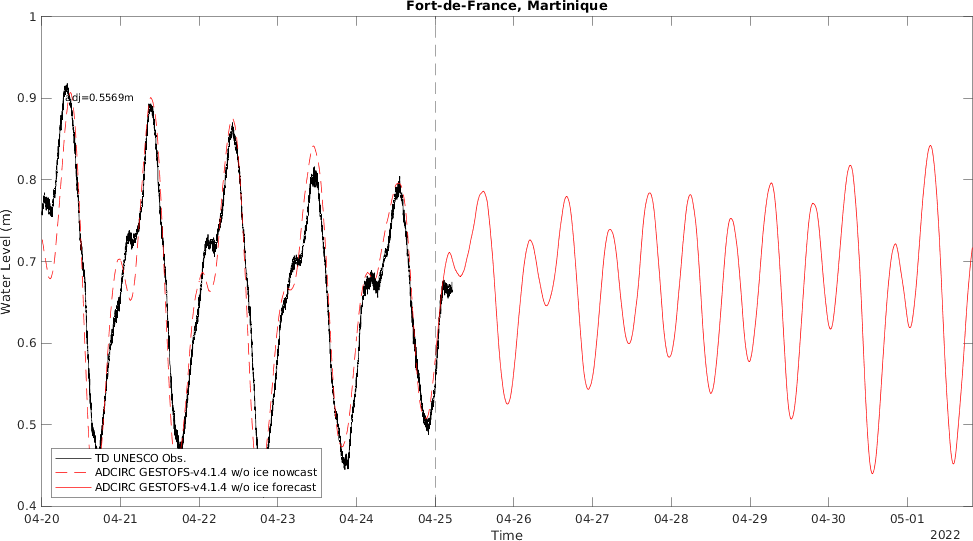 Fort-de-France, Martinique
1
0.9
0.8
0.7
0.6
0.5
0.4
Water Level (m)
adj=0.5569m
TD UNESCO Obs.
ADCIRC GESTOFS-v4.1.4 w/o ice nowcast
ADCIRC GESTOFS-v4.1.4 w/o ice forecast
04-20 04-21 04-22 04-23 04-24 04-25 04-26 04-27 04-28 04-29 04-30 05-01
Time
2022